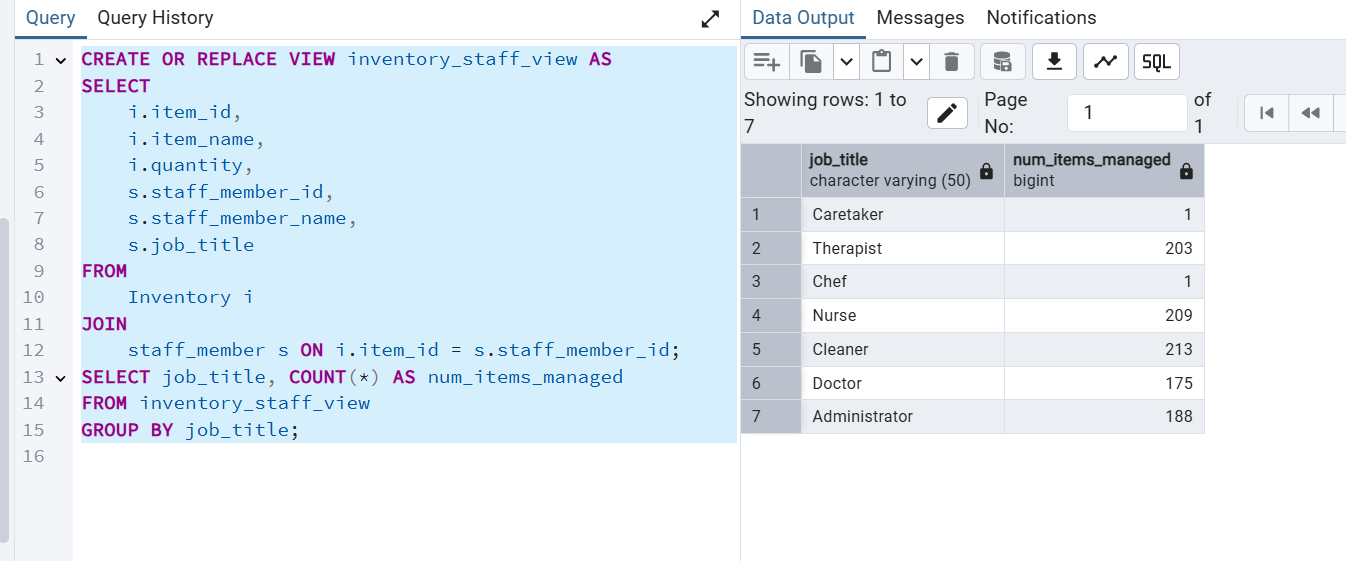 Query Query History
1 CREATE OR REPLACE VIEW inventory_staff_view AS
2 SELECT
3 i.item_id,
4 i.item_name,
5 i.quantity,
6 s.staff_member_id,
7 s.staff_member_name,
8 s.job_title
9 FROM
10 Inventory i
11 JOIN
12 staff_member s ON i.item_id = s.staff_member_id;
13 SELECT job_title, COUNT(*) AS num_items_managed
14 FROM inventory_staff_view
15 GROUP BY job_title;
16
Data Output Messages Notifications
SQL
Showing rows: 1 to
7
Page
No:
1
of
1
job_title num_items_managed
character varying (50) bigint
1 Caretaker 1
2 Therapist 203
3 Chef 1
4 Nurse 209
5 Cleaner 213
6 Doctor 175
7 Administrator 188